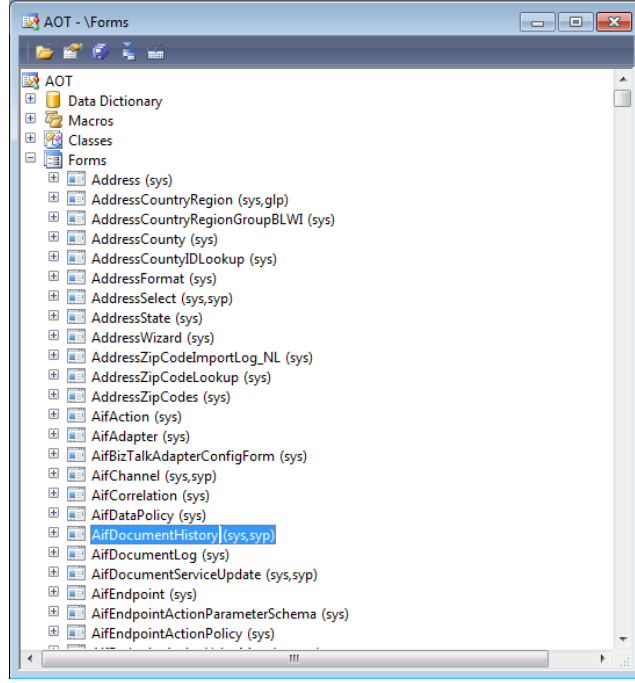 AOT - \Forms
AOT
Data Dictionary
Macros
Classes
Forms
Address (sys)
AddressCountryRegion (sys,glp)
AddressCountryRegionGroupBLWI (sys)
AddressCounty (sys)
AddressCountyIDLookup (sys)
AddressFormat (sys)
AddressSelect (sys,syp)
AddressState (sys)
AddressWizard (sys)
AddressZipCodeImportLog_NL (sys)
AddressZipCodeLookup (sys)
AddressZipCodes (sys)
AifAction (sys)
AifAdapter (sys)
AifBizTalkAdapterConfigForm (sys)
AifChannel (sys,syp)
AifCorrelation (sys)
AifDataPolicy (sys)
AifDocumentHistory (sys,syp)
AifDocumentLog (sys)
AifDocumentServiceUpdate (sys,syp)
AifEndpoint (sys)
AifEndpointActionParameterSchema (sys)
AifEndpointActionPolicy (sys)